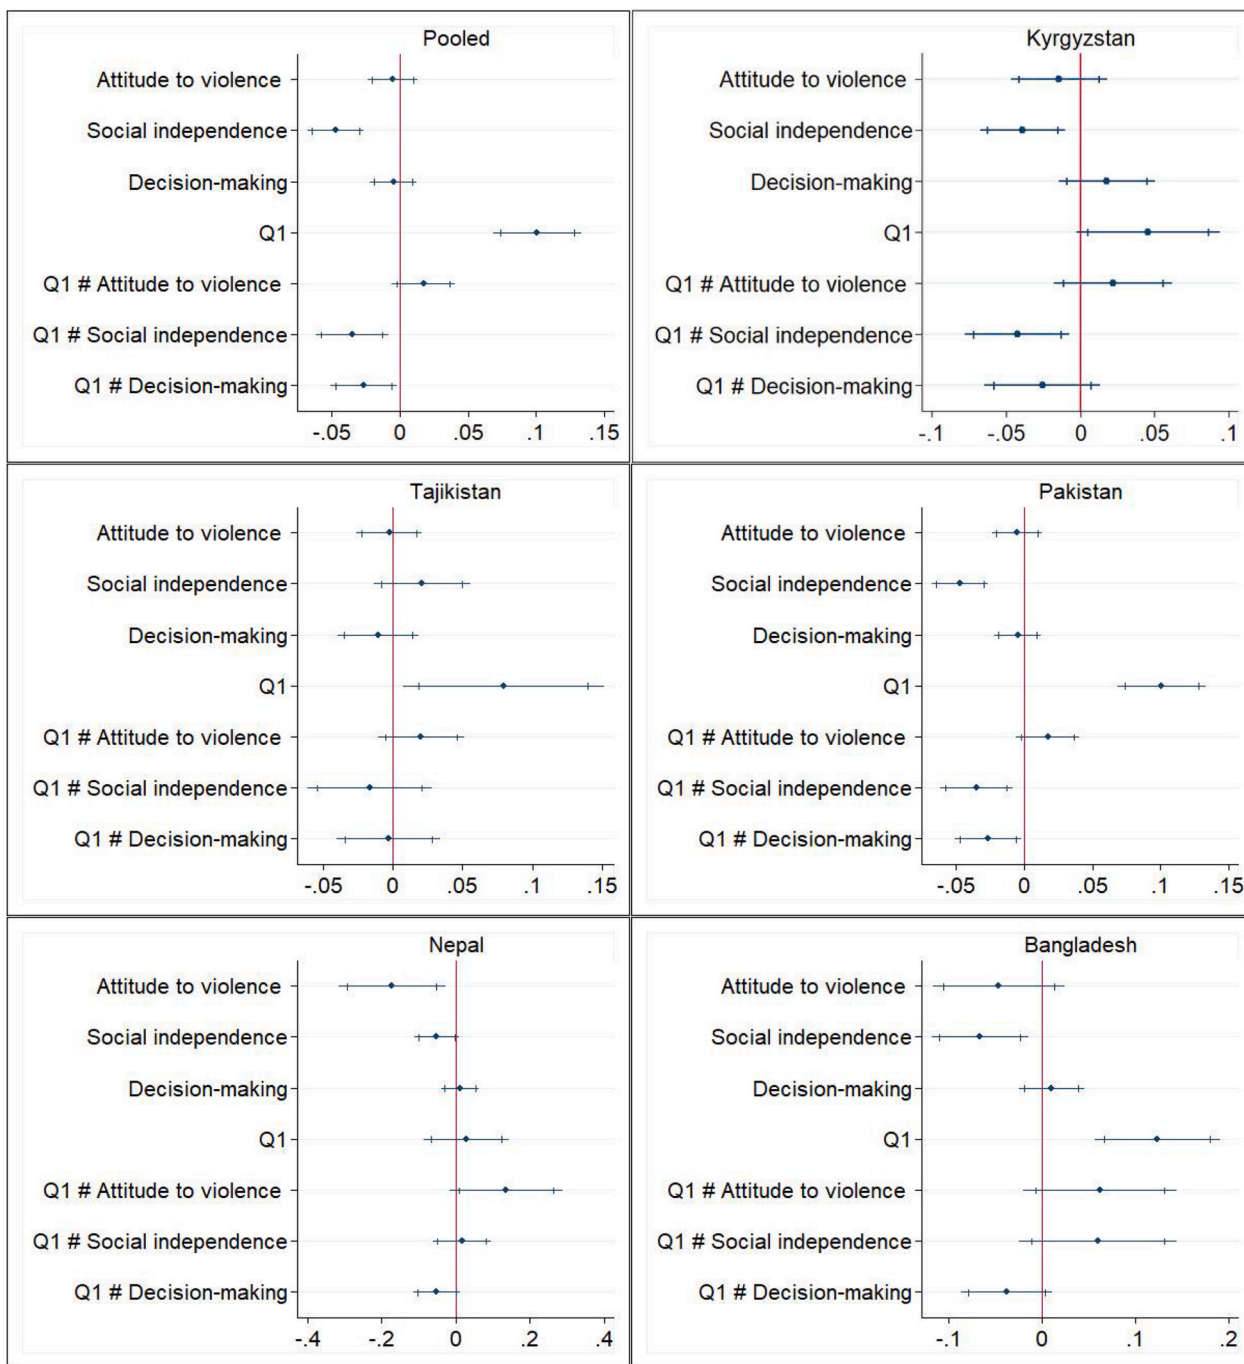 Pooled
Attitude to violence
Social independence
Decision-making
Q1
Q1 # Attitude to violence
Q1 # Social independence
Q1 # Decision-making
-.05 0 .05 .1 .15
Kyrgyzstan
Attitude to violence
Social independence
Decision-making
Q1
Q1 # Attitude to violence
Q1 # Social independence
Q1 # Decision-making
-.1 -.05 0 .05 .1
Tajikistan
Attitude to violence
Social independence
Decision-making
Q1
Q1 # Attitude to violence
Q1 # Social independence
Q1 # Decision-making
-.05 0 .05 .1 .15
Pakistan
Attitude to violence
Social independence
Decision-making
Q1
Q1 # Attitude to violence
Q1 # Social independence
Q1 # Decision-making
-.05 0 .05 .1 .15
Nepal
Attitude to violence
Social independence
Decision-making
Q1
Q1 # Attitude to violence
Q1 # Social independence
Q1 # Decision-making
-.4 -.2 0 .2 .4
Bangladesh
Attitude to violence
Social independence
Decision-making
Q1
Q1 # Attitude to violence
Q1 # Social independence
Q1 # Decision-making
-.1 0 .1 .2